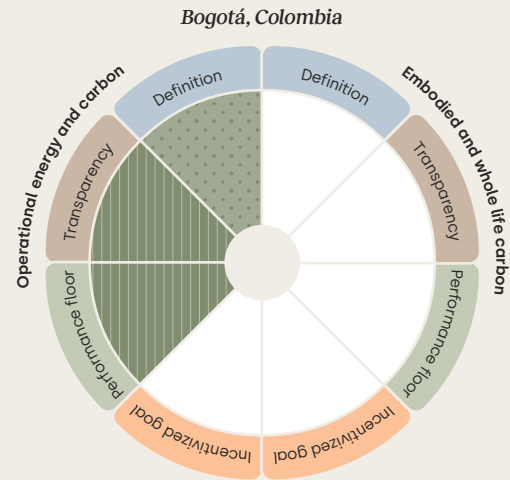 Bogotá, Colombia
Operational energy and carbon
Embodied and whole life carbon
Definition
Definition
Transparency
Transparency
Performance floor
Performance floor
Incentivized goal
Incentivized goal